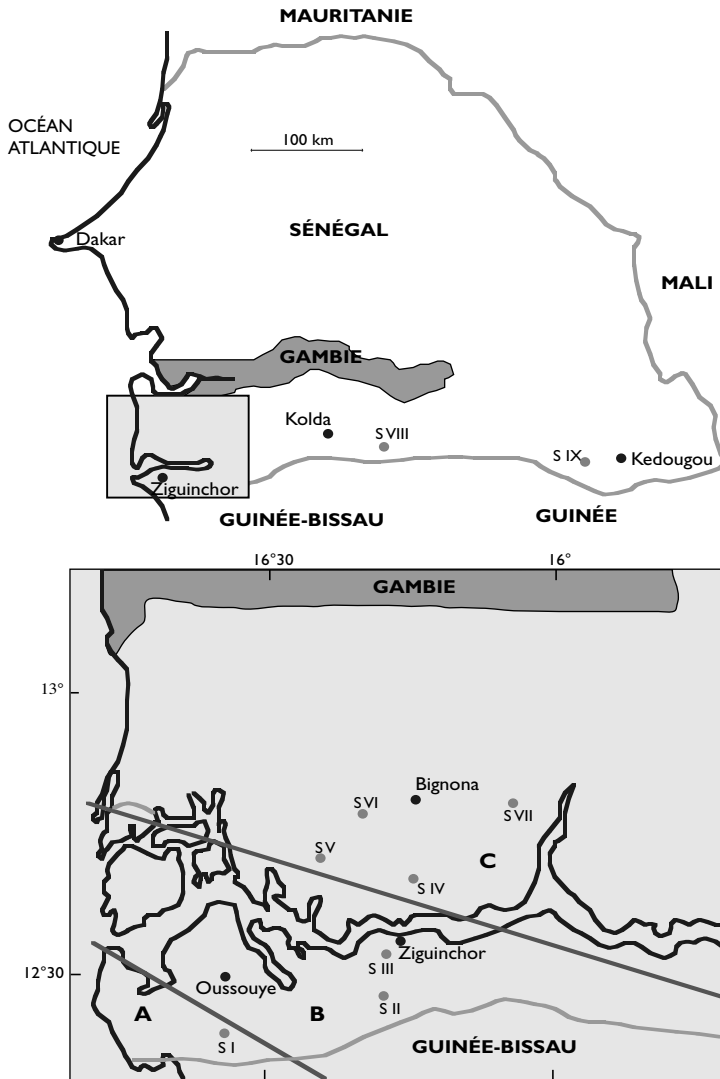 MAURITANIE
OCÉAN
ATLANTIQUE
100 km
Dakar
SÉNÉGAL
MALI
GAMBIE
Kolda
S VIII
S IX
Kedougou
Ziguinchor
GUINÉE-BISSAU
GUINÉE
16°30
16°
GAMBIE
13°
Bignona
S VI
S VII
S V
C
S IV
Ziguinchor
S III
12°30
Oussouye
S II
A
B
S I
GUINÉE-BISSAU